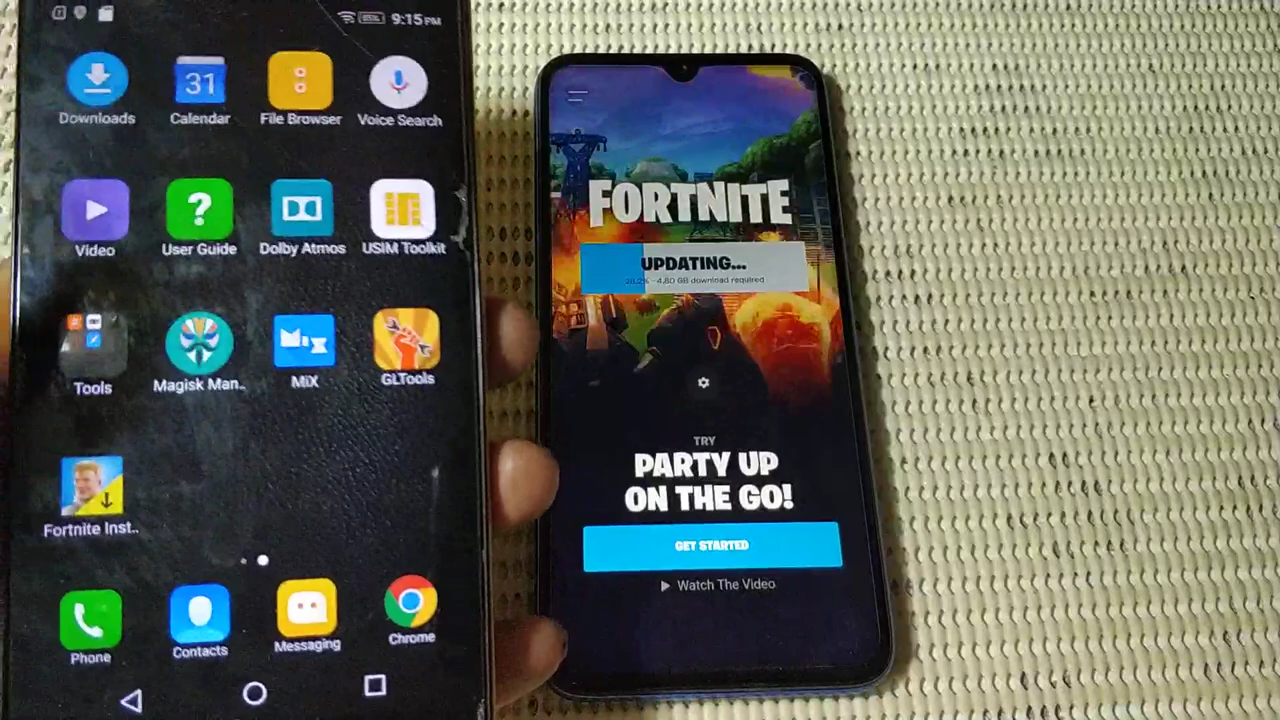 9:15 PM
31
Downloads
Calendar
File Browser
Voice Search
?
Video
User Guide
Dolby Atmos
USIM Toolkit
Tools
Magisk Man..
MiX
GLTools
Fortnite Inst..
Phone
Contacts
Messaging
Chrome
FORTNITE
UPDATING...
4.80 GB download required
TRY
PARTY UP
ON THE GO!
GET STARTED
Watch The Video